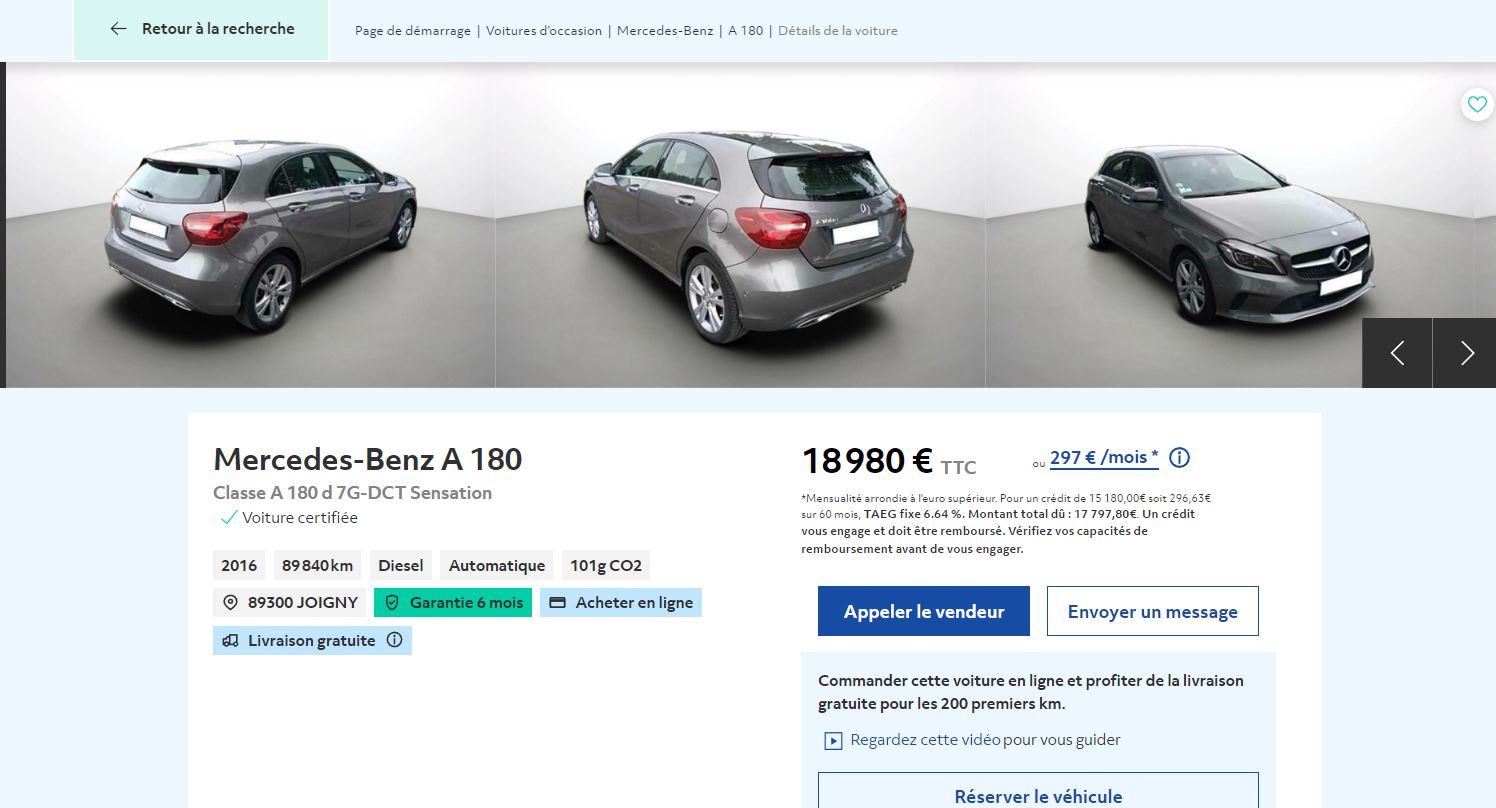 Retour à la recherche
Page de démarrage | Voitures d'occasion | Mercedes-Benz | A 180 | Détails de la voiture
Mercedes-Benz A 180
Classe A 180 d 7G-DCT Sensation
Voiture certifiée
2016 89 840 km Diesel Automatique 101g CO2
89300 JOIGNY Garantie 6 mois Acheter en ligne
Livraison gratuite
18 980 € TTC ou 297 € /mois *
*Mensualité arrondie à l'euro supérieur. Pour un crédit de 15 180,00€ soit 296,63€
sur 60 mois, TAEG fixe 6.64 %. Montant total dû : 17 797,80€. Un crédit
vous engage et doit être remboursé. Vérifiez vos capacités de
remboursement avant de vous engager.
Appeler le vendeur Envoyer un message
Commander cette voiture en ligne et profiter de la livraison
gratuite pour les 200 premiers km.
Regardez cette vidéo pour vous guider
Réserver le véhicule